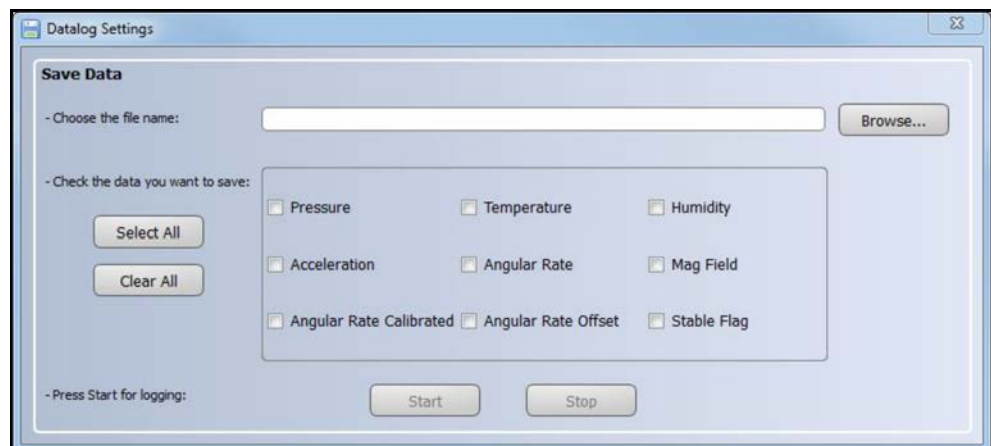 Datalog Settings
Save Data
- Choose the file name:
Browse...
- Check the data you want to save:
Select All
Clear All
Pressure
Temperature
Humidity
Acceleration
Angular Rate
Mag Field
Angular Rate Calibrated
Angular Rate Offset
Stable Flag
- Press Start for logging:
Start
Stop